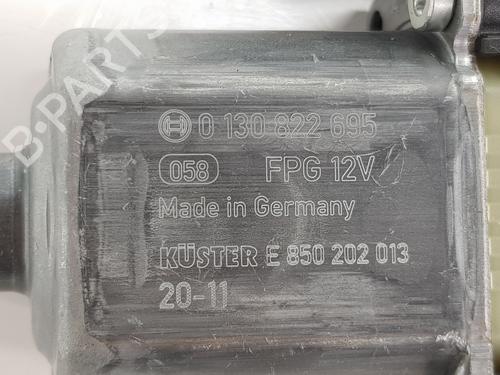 B-PARTS
0 130 822 695
058 FPG 12V
Made in Germany
KÜSTER E 850 202 013
20-11